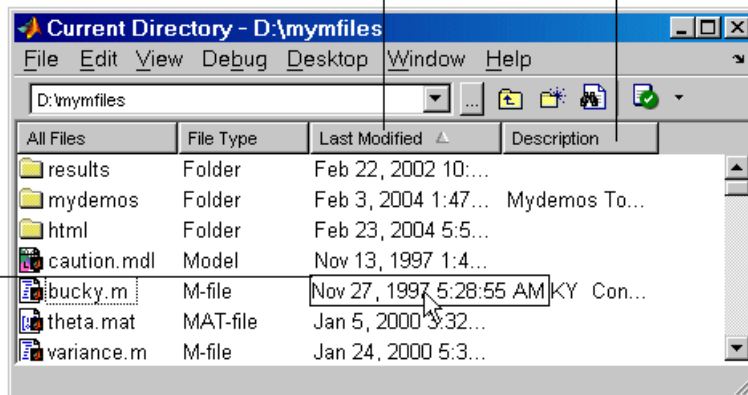 Current Directory - D:\mymfiles
File Edit View Debug Desktop Window Help
D:\mymfiles ...
All Files File Type Last Modified Description
results Folder Feb 22, 2002 10:...
mydemos Folder Feb 3, 2004 1:47... Mydemos To...
html Folder Feb 23, 2004 5:5...
caution.mdl Model Nov 13, 1997 1:4...
bucky.m M-file Nov 27, 1997 5:28:55 AM KY Con...
theta.mat MAT-file Jan 5, 2000 3:32...
variance.m M-file Jan 24, 2000 5:3...